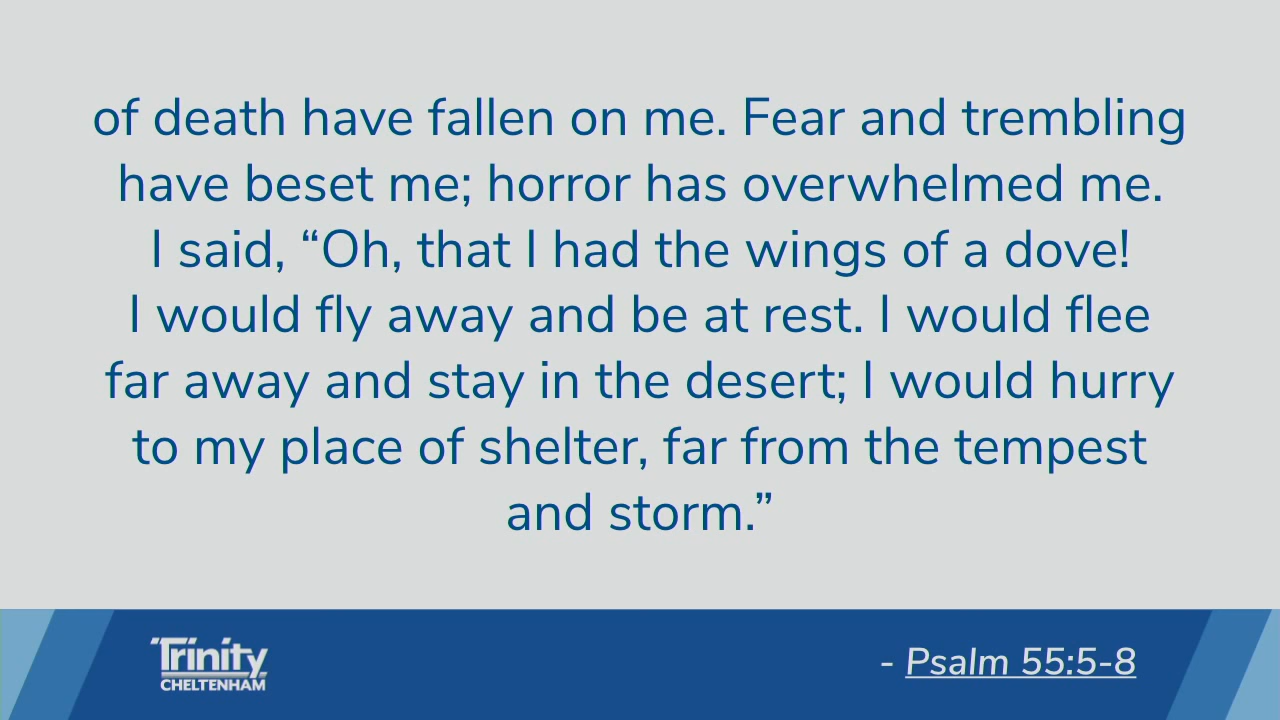 of death have fallen on me. Fear and trembling
have beset me; horror has overwhelmed me.
I said, “Oh, that I had the wings of a dove!
I would fly away and be at rest. I would flee
far away and stay in the desert; I would hurry
to my place of shelter, far from the tempest
and storm.”
Trinity
CHELTENHAM
- Psalm 55:5-8